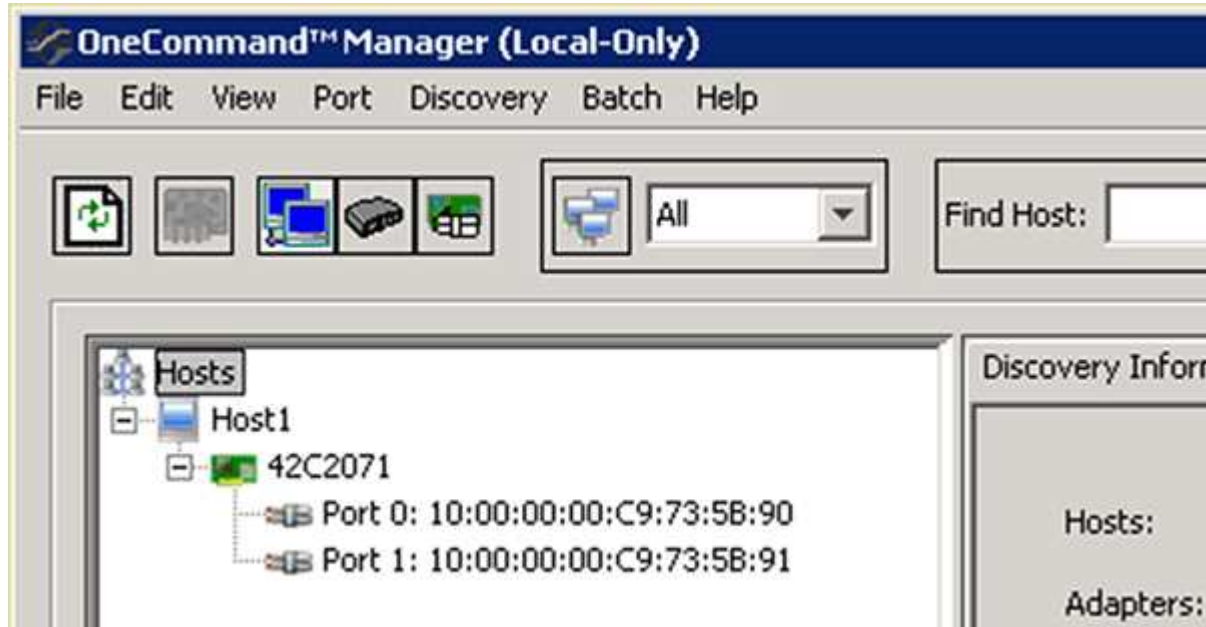 OneCommand™ Manager (Local-Only)
File Edit View Port Discovery Batch Help
All Find Host:
Hosts
Discovery
Host1
42C2071
Port 0: 10:00:00:00:C9:73:5B:90
Hosts:
Port 1: 10:00:00:00:C9:73:5B:91
Adapters: